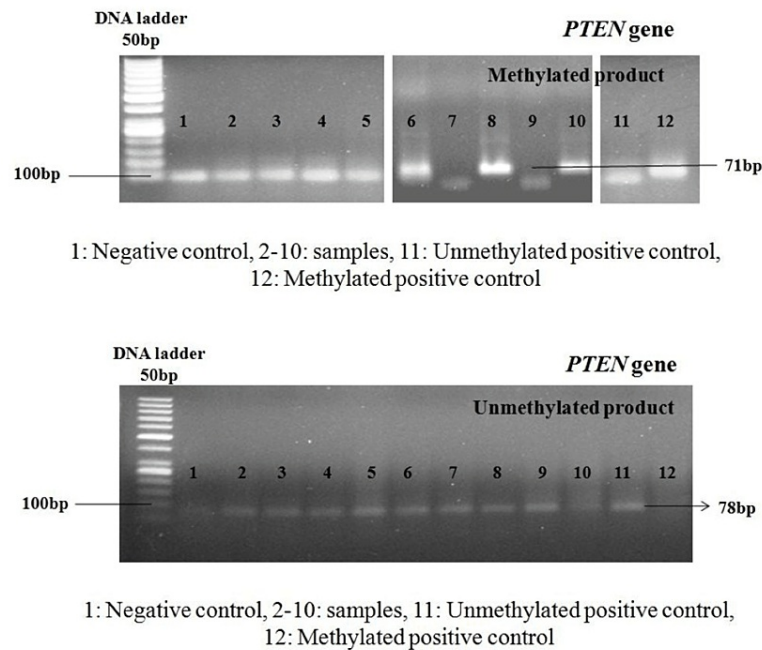 DNA ladder
50bp
PTEN gene
Methylated product
1 2 3 4 5 6 7 8 9 10 11 12
100bp
71bp
1: Negative control, 2-10: samples, 11: Unmethylated positive control,
12: Methylated positive control
DNA ladder
50bp
PTEN gene
Unmethylated product
1 2 3 4 5 6 7 8 9 10 11 12
100bp
78bp
1: Negative control, 2-10: samples, 11: Unmethylated positive control,
12: Methylated positive control